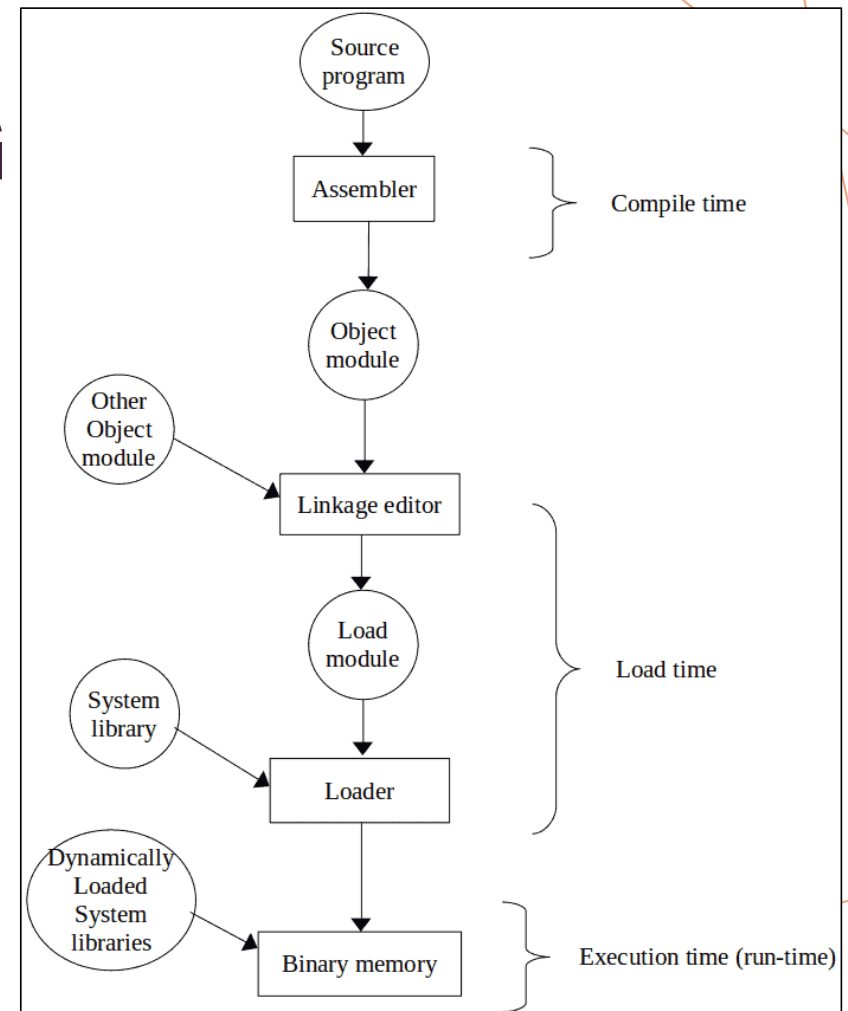 Source
program
Assembler
Compile time
Object
module
Other
Object
module
Linkage editor
Load
module
Load time
System
library
Loader
Dynamically
Loaded
System
libraries
Binary memory
Execution time (run-time)